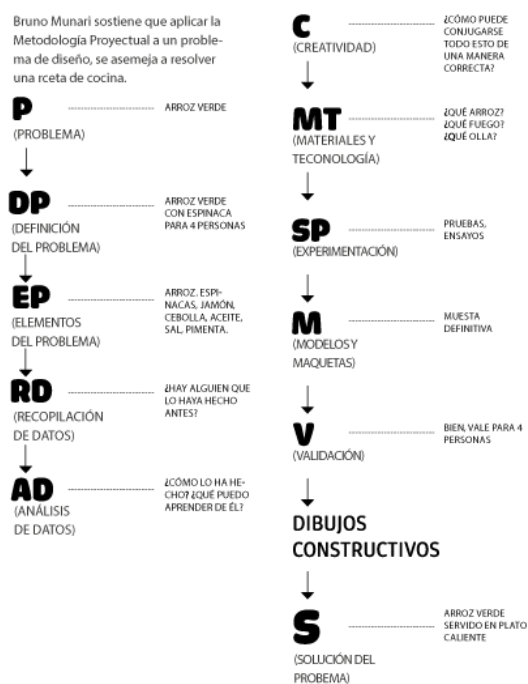 Bruno Munari sostiene que aplicar la
Metodología Proyectual a un proble-
ma de diseño, se asemeja a resolver
una rceta de cocina.
P
ARROZ VERDE
(PROBLEMA)
DP
ARROZ VERDE
CON ESPINACA
PARA 4 PERSONAS
(DEFINICIÓN
DEL PROBLEMA)
EP
ARROZ. ESPI-
NACAS, JAMÓN,
CEBOLLA, ACEITE,
SAL, PIMENTA.
(ELEMENTOS
DEL PROBLEMA)
RD
¿HAY ALGUIEN QUE
LO HAYA HECHO
ANTES?
(RECOPILACIÓN
DE DATOS)
AD
¿CÓMO LO HA HE-
CHO? ¿QUÉ PUEDO
APRENDER DE ÉL?
(ANÁLISIS
DE DATOS)
C
¿CÓMO PUEDE
CONJUGARSE
TODO ESTO DE
UNA MANERA
CORRECTA?
(CREATIVIDAD)
MT
¿QUÉ ARROZ?
¿QUÉ FUEGO?
¿QUÉ OLLA?
(MATERIALES Y
TECONOLOGÍA)
SP
PRUEBAS,
ENSAYOS
(EXPERIMENTACIÓN)
M
MUESTA
DEFINITIVA
(MODELOS Y
MAQUETAS)
V
BIEN, VALE PARA 4
PERSONAS
(VALIDACIÓN)
DIBUJOS
CONSTRUCTIVOS
S
ARROZ VERDE
SERVIDO EN PLATO
CALIENTE
(SOLUCIÓN DEL
PROBEMA)